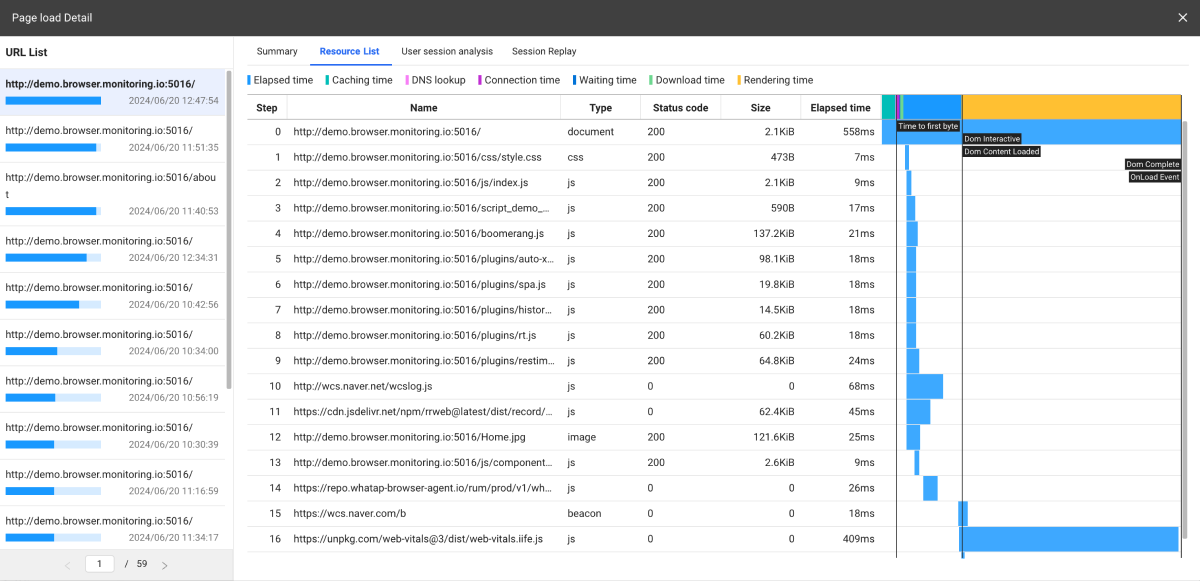 Page load Detail
URL List
http://demo.browser.monitoring.io:5016/
2024/06/20 12:47:54
http://demo.browser.monitoring.io:5016/
2024/06/20 11:51:35
http://demo.browser.monitoring.io:5016/abou
t
2024/06/20 11:40:53
http://demo.browser.monitoring.io:5016/
2024/06/20 12:34:31
http://demo.browser.monitoring.io:5016/
2024/06/20 10:42:56
http://demo.browser.monitoring.io:5016/
2024/06/20 10:34:00
http://demo.browser.monitoring.io:5016/
2024/06/20 10:56:19
http://demo.browser.monitoring.io:5016/
2024/06/20 10:30:39
http://demo.browser.monitoring.io:5016/
2024/06/20 11:16:59
http://demo.browser.monitoring.io:5016/
2024/06/20 11:34:17
1 / 59
Summary Resource List User session analysis Session Replay
Elapsed time Caching time DNS lookup Connection time Waiting time Download time Rendering time
Step Name Type Status code Size Elapsed time
0 http://demo.browser.monitoring.io:5016/ document 200 2.1KiB 558ms
1 http://demo.browser.monitoring.io:5016/css/style.css css 200 473B 7ms
2 http://demo.browser.monitoring.io:5016/js/index.js js 200 2.1KiB 9ms
3 http://demo.browser.monitoring.io:5016/script_demo_... js 200 590B 17ms
4 http://demo.browser.monitoring.io:5016/boomerang.js js 200 137.2KiB 21ms
5 http://demo.browser.monitoring.io:5016/plugins/auto-x... js 200 98.1KiB 18ms
6 http://demo.browser.monitoring.io:5016/plugins/spa.js js 200 19.8KiB 18ms
7 http://demo.browser.monitoring.io:5016/plugins/histor... js 200 14.5KiB 18ms
8 http://demo.browser.monitoring.io:5016/plugins/rt.js js 200 60.2KiB 18ms
9 http://demo.browser.monitoring.io:5016/plugins/restim... js 200 64.8KiB 24ms
10 http://wcs.naver.net/wcslog.js js 0 0 68ms
11 https://cdn.jsdelivr.net/npm/rrweb@latest/dist/record/... js 0 62.4KiB 45ms
12 http://demo.browser.monitoring.io:5016/Home.jpg image 200 121.6KiB 25ms
13 http://demo.browser.monitoring.io:5016/js/component... js 200 2.6KiB 9ms
14 https://repo.whatap-browser-agent.io/rum/prod/v1/wh... js 0 0 26ms
15 https://wcs.naver.com/b beacon 0 0 18ms
16 https://unpkg.com/web-vitals@3/dist/web-vitals.iife.js js 0 0 409ms
Time to first byte
Dom Interactive
Dom Content Loaded
Dom Complete
OnLoad Event